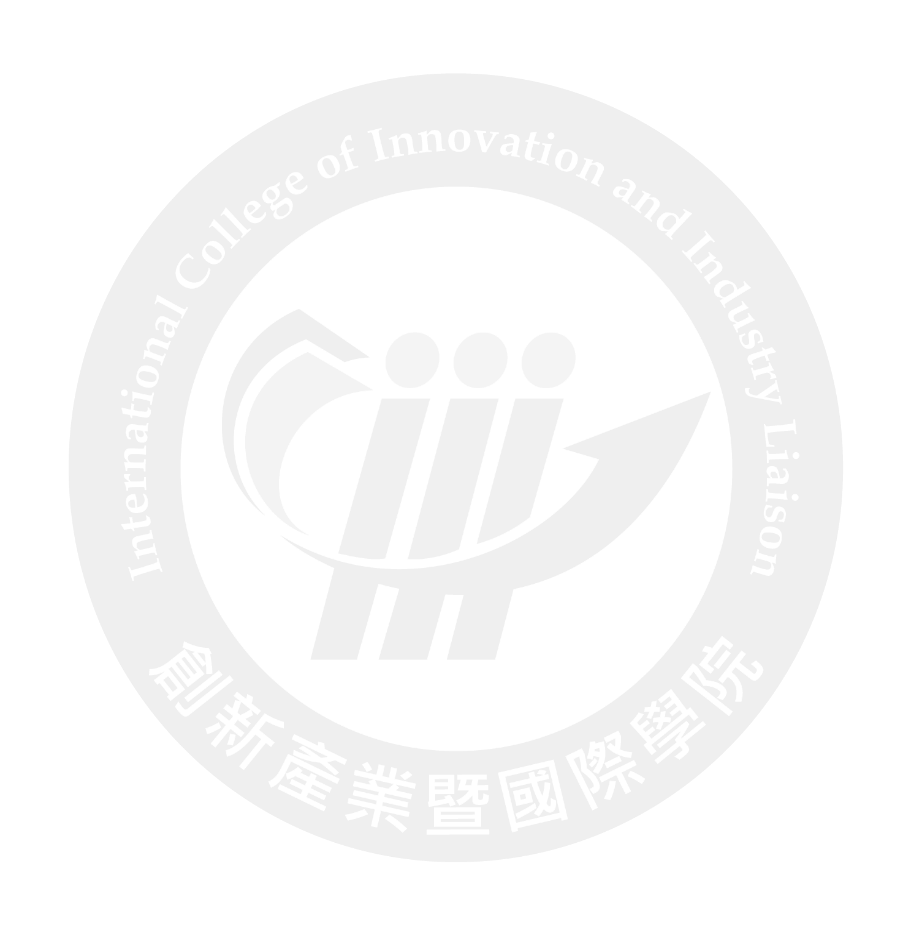 International College of Innovation and Industry Liaison
創新產業暨國際學院